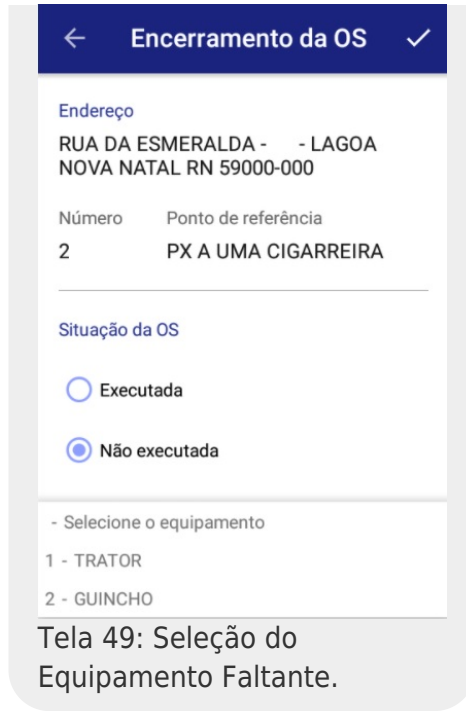 Encerramento da OS
Endereço
RUA DA ESMERALDA - - LAGOA
NOVA NATAL RN 59000-000
Número Ponto de referência
2 PX A UMA CIGARREIRA
Situação da OS
Executada
Não executada
- Selecione o equipamento
1 - TRATOR
2 - GUINCHO
Tela 49: Seleção do
Equipamento Faltante.